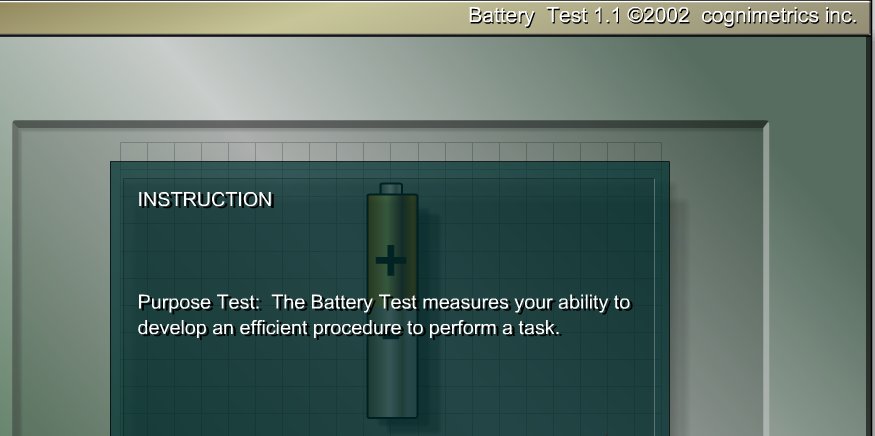 Battery Test 1.1 ©2002 cognimetrics inc.
INSTRUCTION
Purpose Test: The Battery Test measures your ability to
develop an efficient procedure to perform a task.